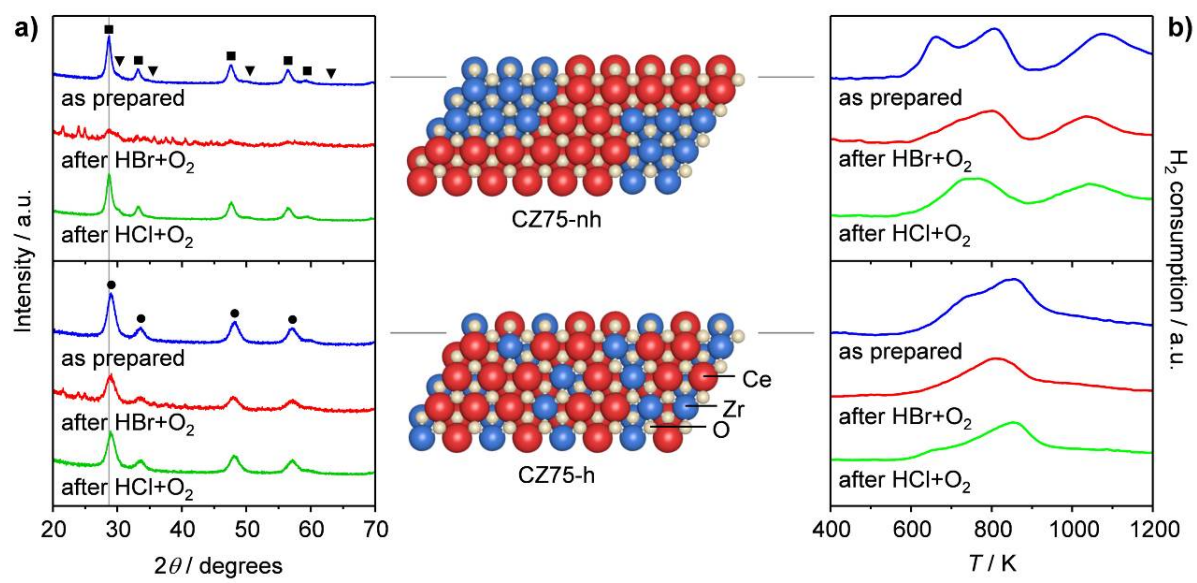 a)
b)
Intensity / a.u.
as prepared
after HBr+O₂
after HCl+O₂
as prepared
after HBr+O₂
after HCl+O₂
20 30 40 50 60 70
2θ / degrees
CZ75-nh
Ce
Zr
O
CZ75-h
as prepared
after HBr+O₂
after HCl+O₂
as prepared
after HBr+O₂
after HCl+O₂
400 600 800 1000 1200
T / K
H₂ consumption / a.u.